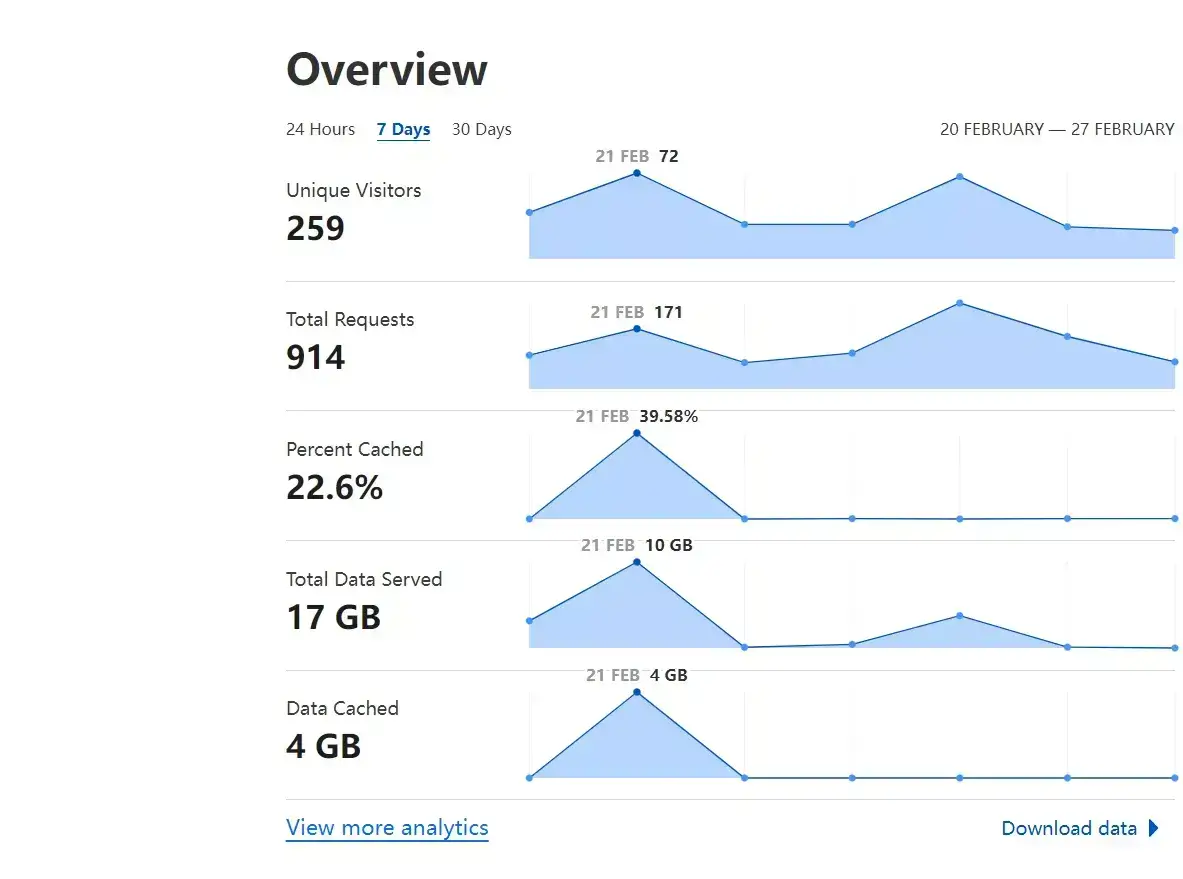 Overview
24 Hours 7 Days 30 Days 20 FEBRUARY — 27 FEBRUARY
21 FEB 72
Unique Visitors
259
21 FEB 171
Total Requests
914
21 FEB 39.58%
Percent Cached
22.6%
21 FEB 10 GB
Total Data Served
17 GB
21 FEB 4 GB
Data Cached
4 GB
View more analytics Download data